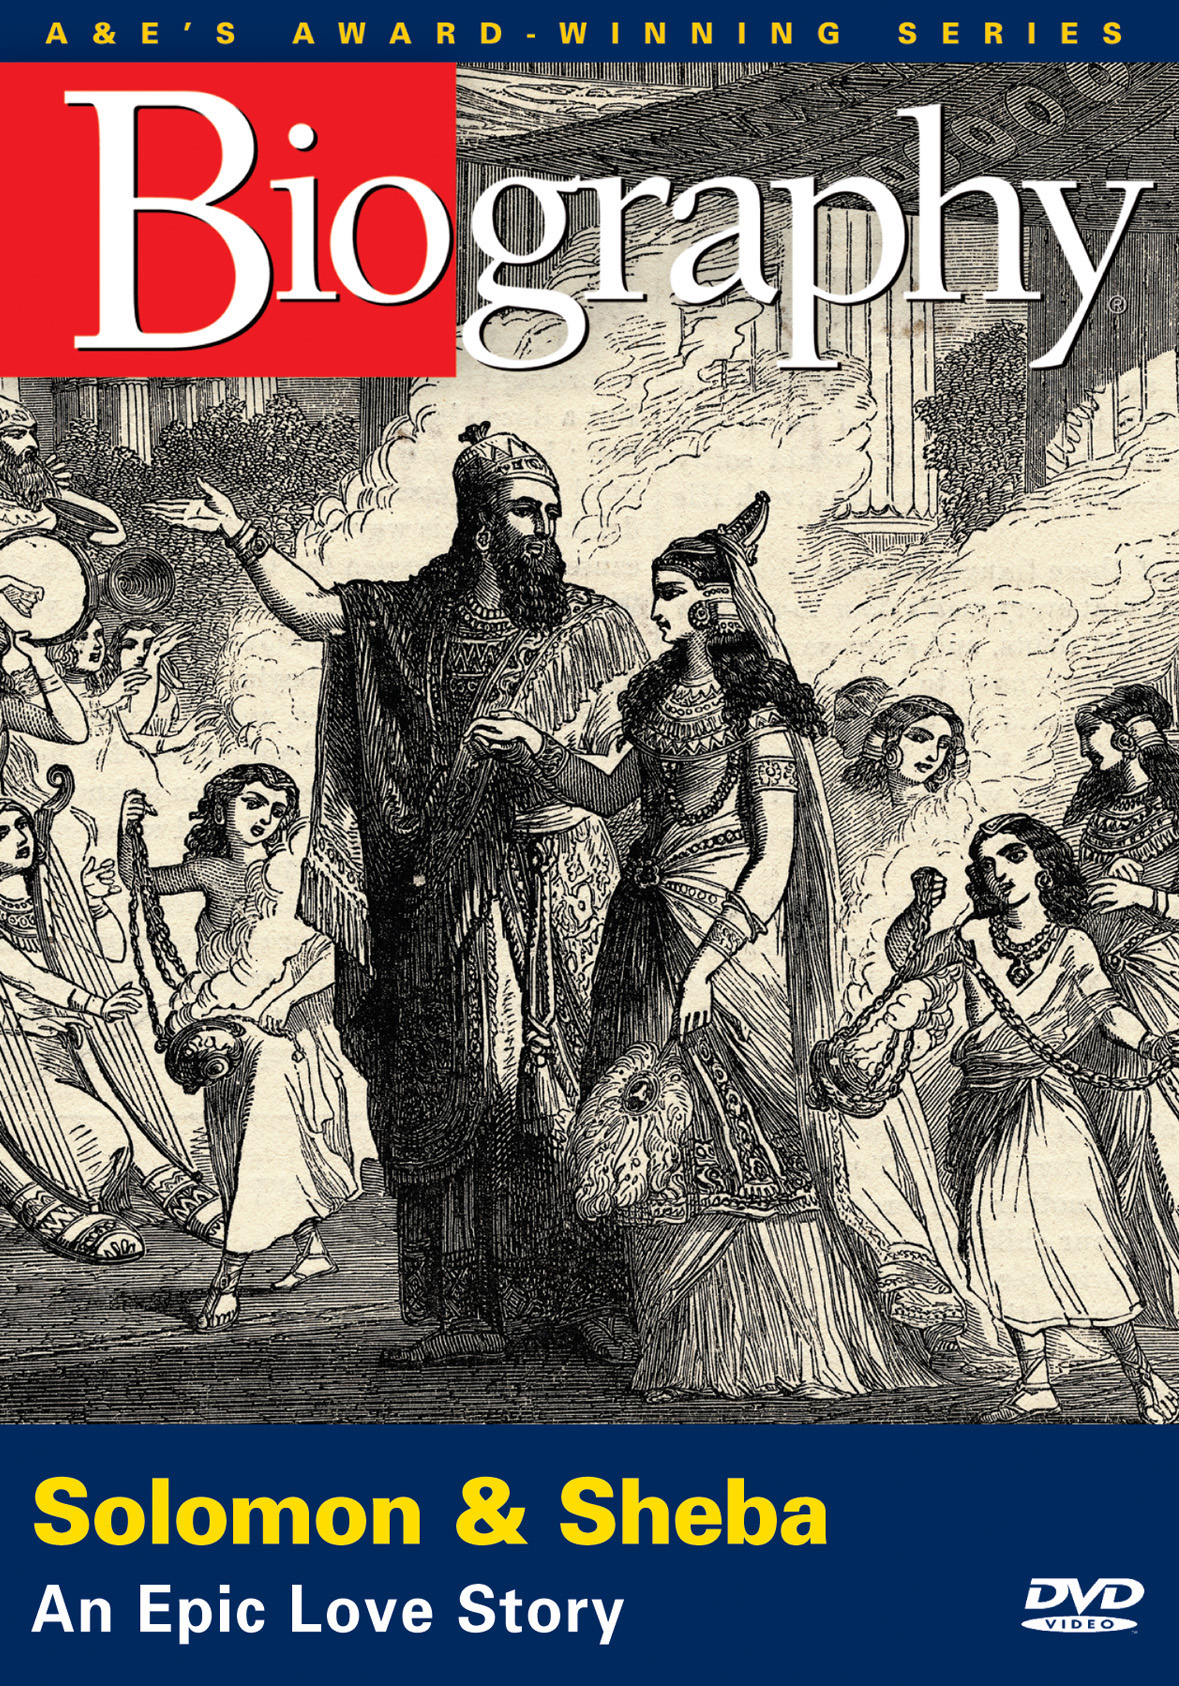 A&E'S AWARD-WINNING SERIES
Biography®
Solomon & Sheba
An Epic Love Story
DVD
VIDEO